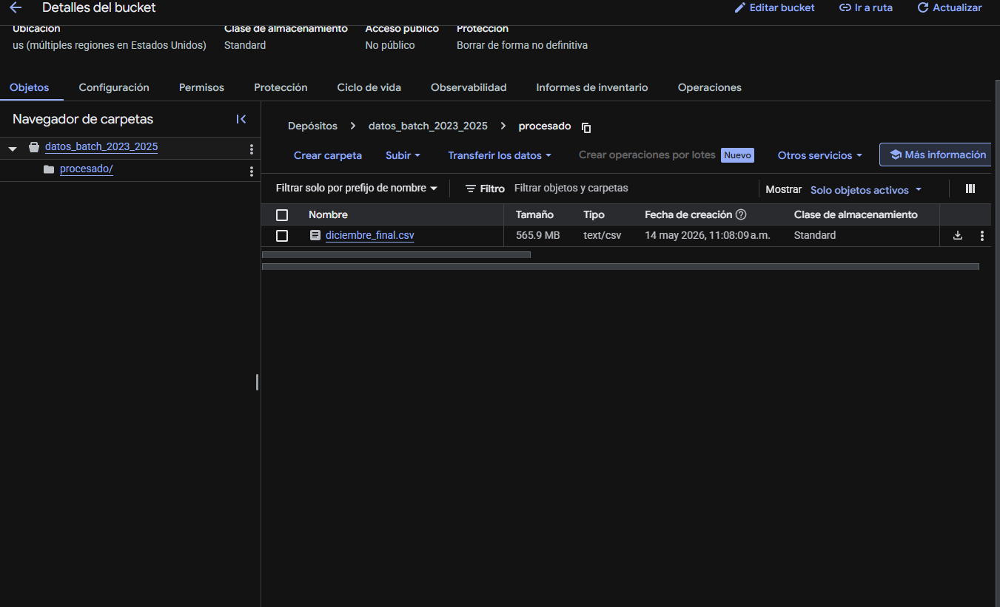 Detalles del bucket
Editar bucket
Ir a ruta
Actualizar
Ubicación Clase de almacenamiento Acceso público Protección
us (múltiples regiones en Estados Unidos) Standard No público Borrar de forma no definitiva
Objetos Configuración Permisos Protección Ciclo de vida Observabilidad Informes de inventario Operaciones
Navegador de carpetas
datos_batch_2023_2025
procesado/
Depósitos > datos_batch_2023_2025 > procesado
Crear carpeta Subir Transferir los datos Crear operaciones por lotes Nuevo Otros servicios Más información
Filtrar solo por prefijo de nombre Filtro Filtrar objetos y carpetas Mostrar Solo objetos activos
Nombre Tamaño Tipo Fecha de creación Clase de almacenamiento
diciembre_final.csv 565.9 MB text/csv 14 may 2026, 11:08:09 a.m. Standard